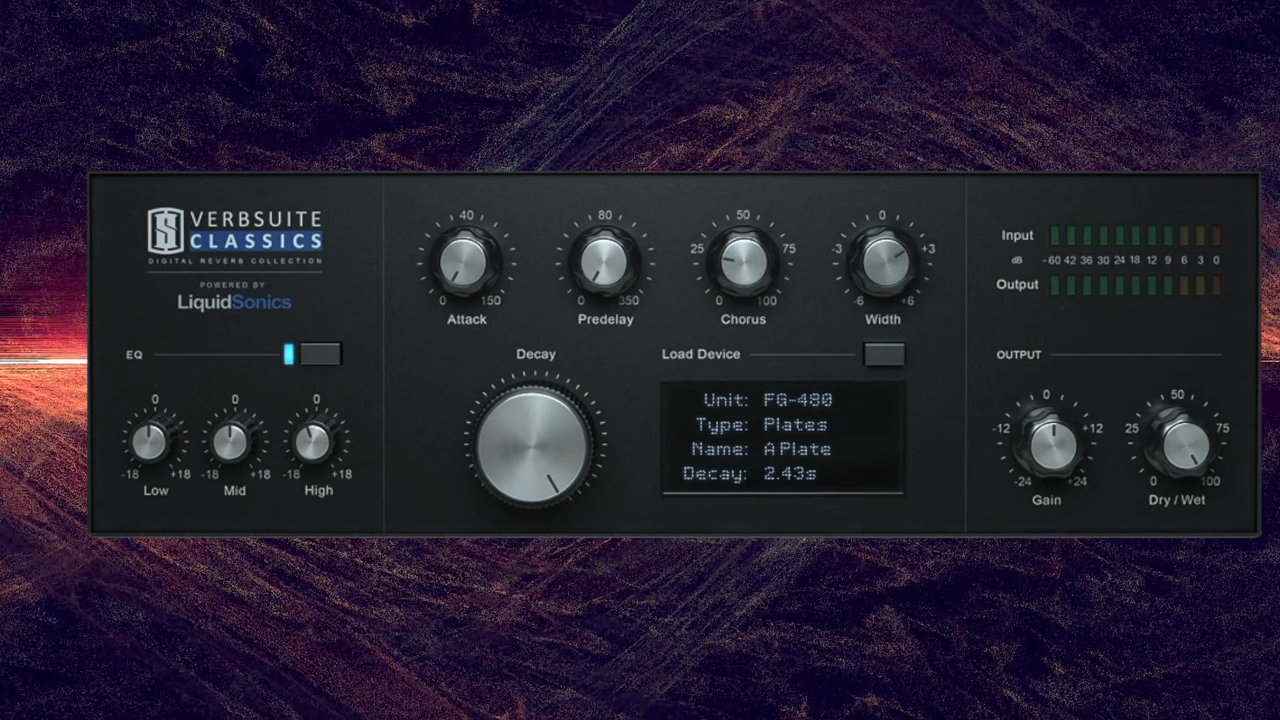 VERBSUITE
CLASSICS
DIGITAL REVERB COLLECTION
POWERED BY
LiquidSonics
EQ
0 0 0
-18 +18 -18 +18 -18 +18
Low Mid High
40 80 50 0
25 75 -3 +3
0 150 0 350 0 100 -6 +6
Attack Predelay Chorus Width
Decay
Load Device
Unit: FG-480
Type: Plates
Name: A Plate
Decay: 2.43s
Input
dB -60 42 36 30 24 18 12 9 6 3 0
Output
OUTPUT
0 50
-12 +12 25 75
-24 +24 0 100
Gain Dry / Wet